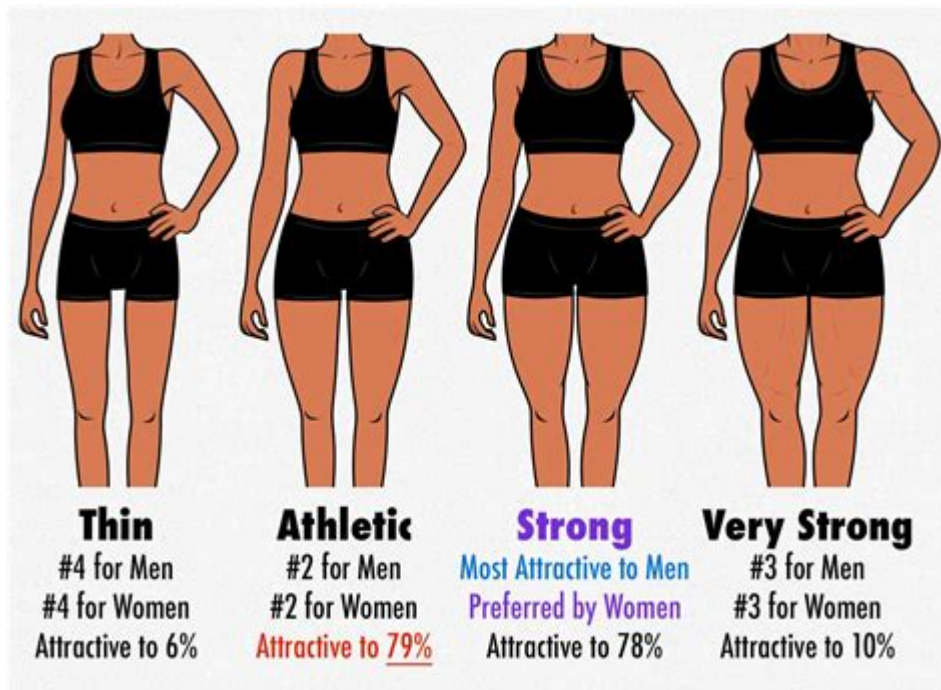 Thin
#4 for Men
#4 for Women
Attractive to 6%
Athletic
#2 for Men
#2 for Women
Attractive to 79%
Strong
Most Attractive to Men
Preferred by Women
Attractive to 78%
Very Strong
#3 for Men
#3 for Women
Attractive to 10%